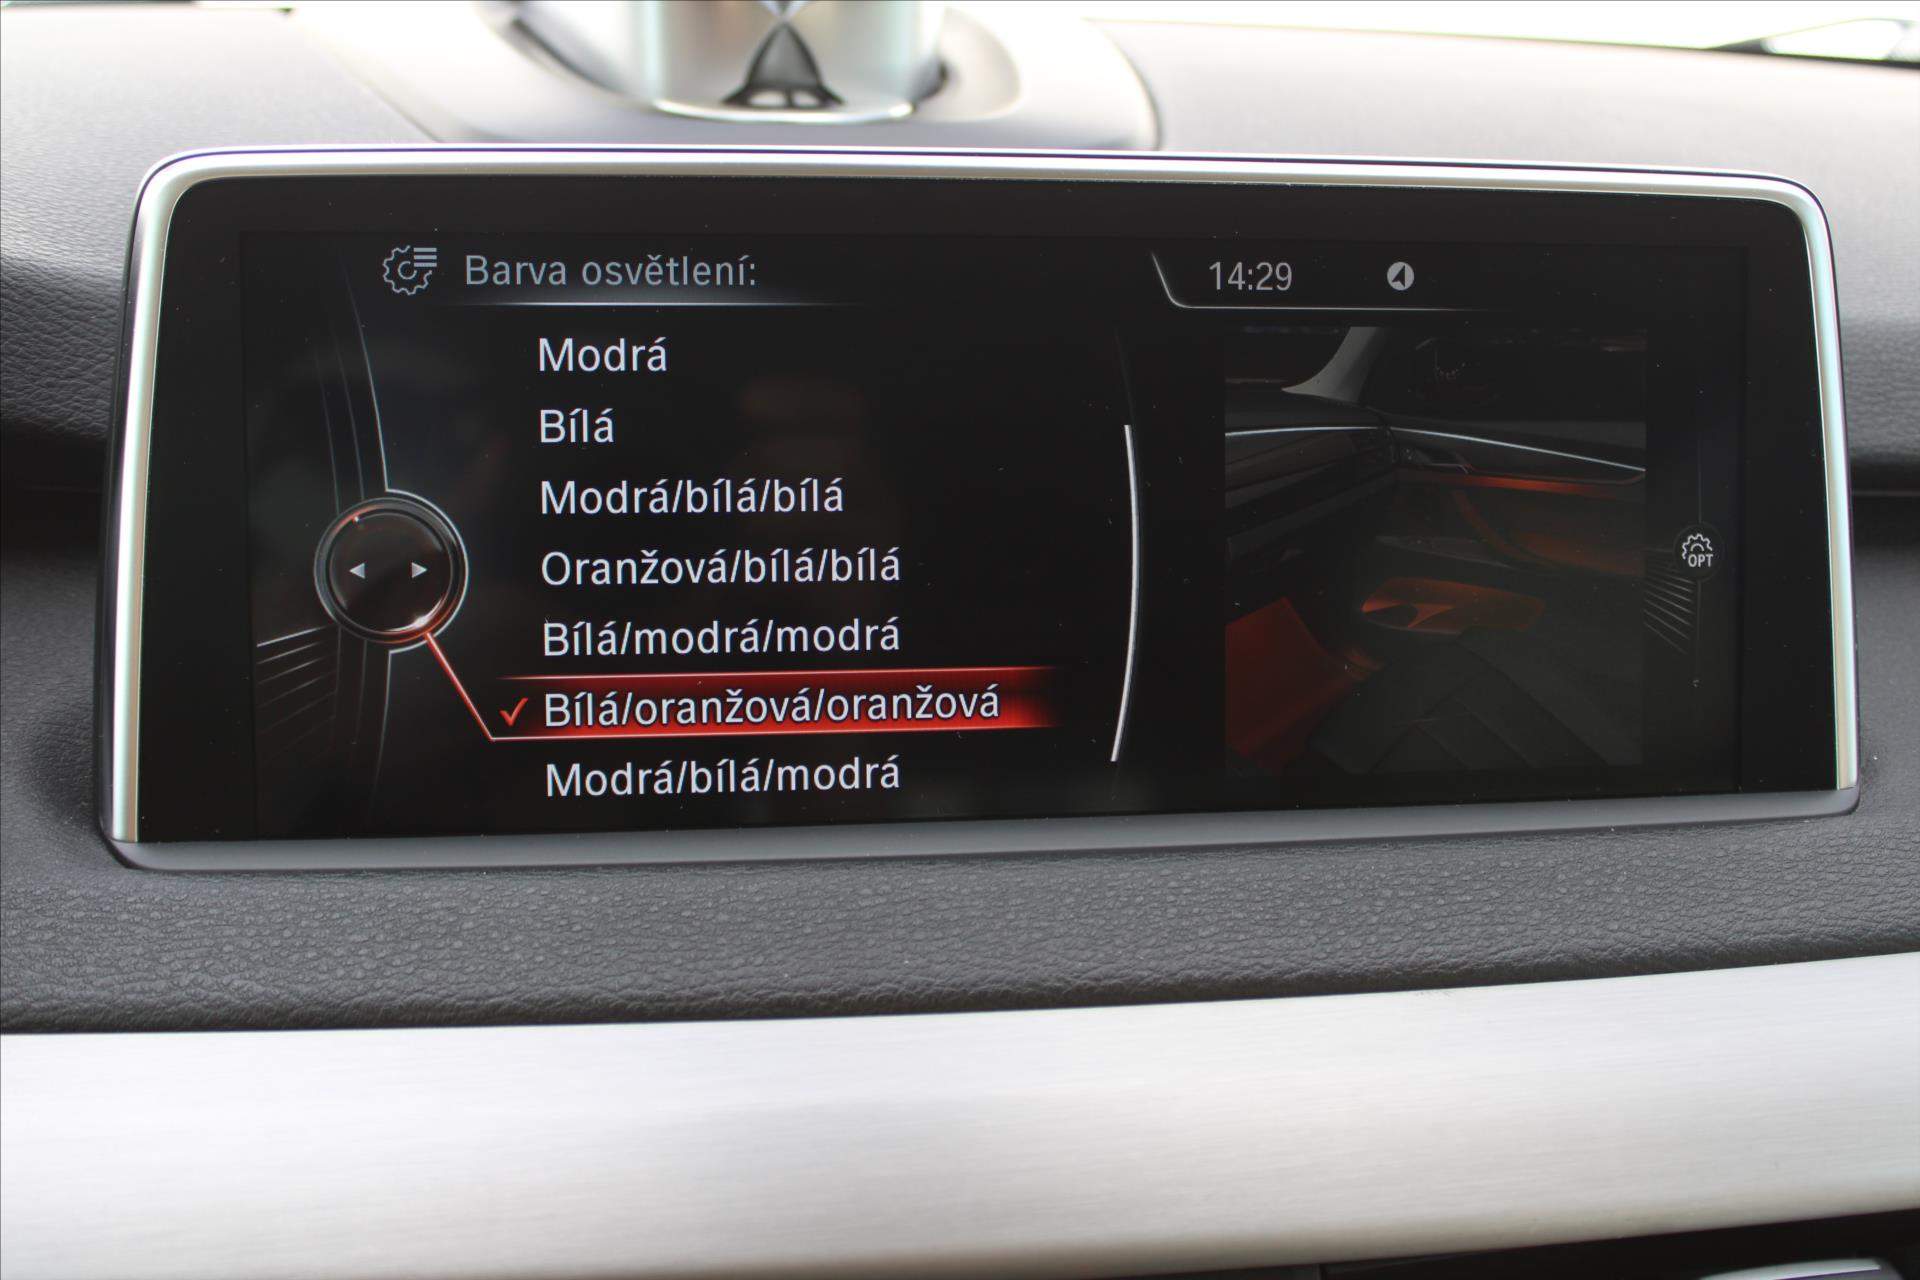 Barva osvětlení:
14:29
Modrá
Bílá
Modrá/bílá/bílá
Oranžová/bílá/bílá
Bílá/modrá/modrá
Bílá/oranžová/oranžová
Modrá/bílá/modrá
OPT